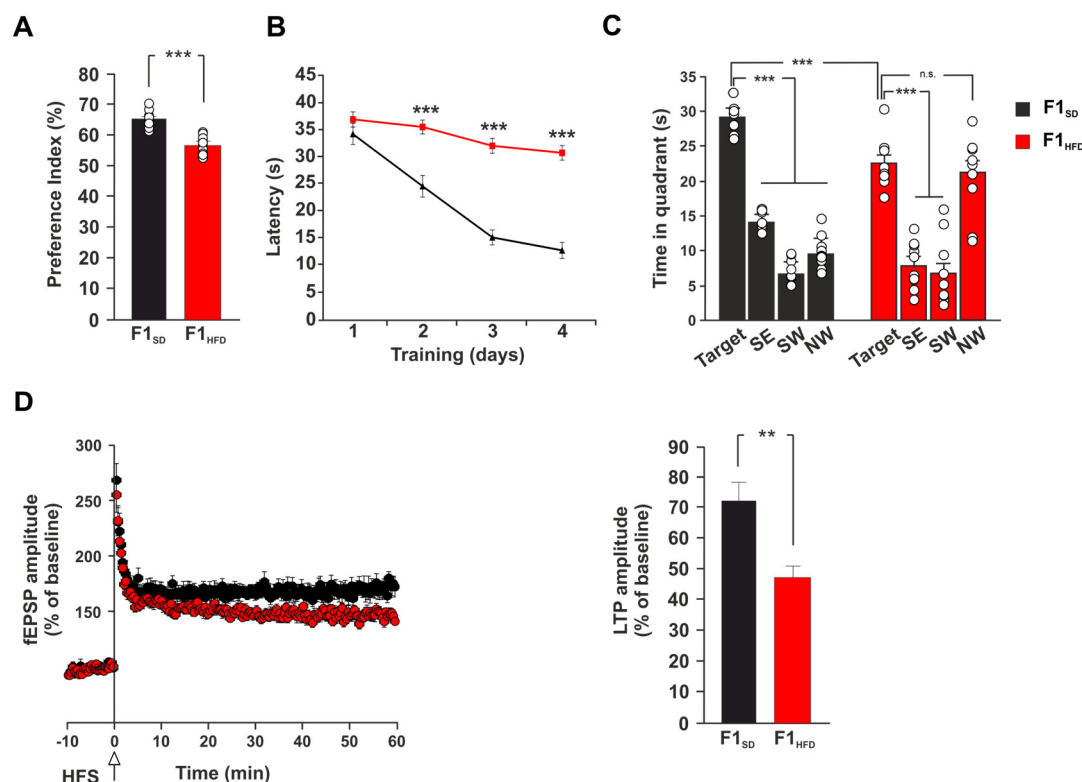 A
***
Preference Index (%)
80
70
60
50
40
30
20
10
0
F1SD
F1HFD
B
45
40
35
30
25
20
15
10
5
0
Latency (s)
***
***
***
1 2 3 4
Training (days)
C
***
***
n.s.
***
Time in quadrant (s)
35
30
25
20
15
10
5
0
Target SE SW NW Target SE SW NW
F1SD
F1HFD
D
300
250
200
150
fEPSP amplitude
(% of baseline)
-10 0 10 20 30 40 50 60
HFS Time (min)
**
90
80
70
60
50
40
30
20
10
0
LTP amplitude
(% of baseline)
F1SD
F1HFD